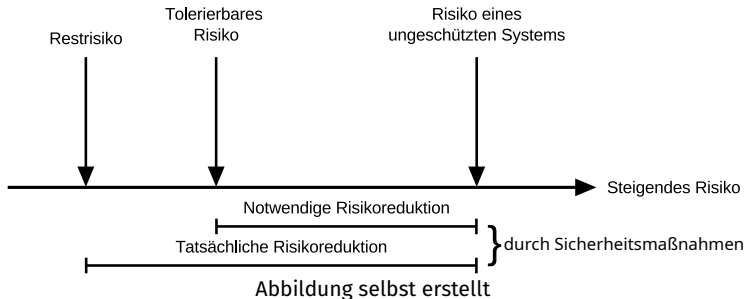 Restrisiko
Tolerierbares
Risiko
Risiko eines
ungeschützten Systems
Steigendes Risiko
Notwendige Risikoreduktion
Tatsächliche Risikoreduktion
durch Sicherheitsmaßnahmen
Abbildung selbst erstellt